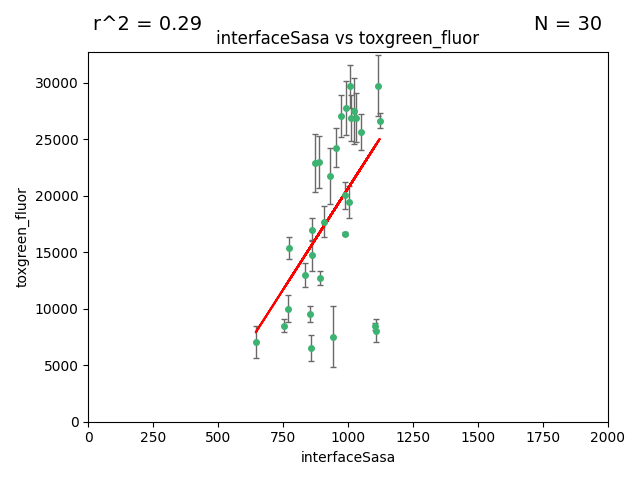 r^2 = 0.29
N = 30
interfaceSasa vs toxgreen_fluor
toxgreen_fluor
30000
25000
20000
15000
10000
5000
0
0 250 500 750 1000 1250 1500 1750 2000
interfaceSasa